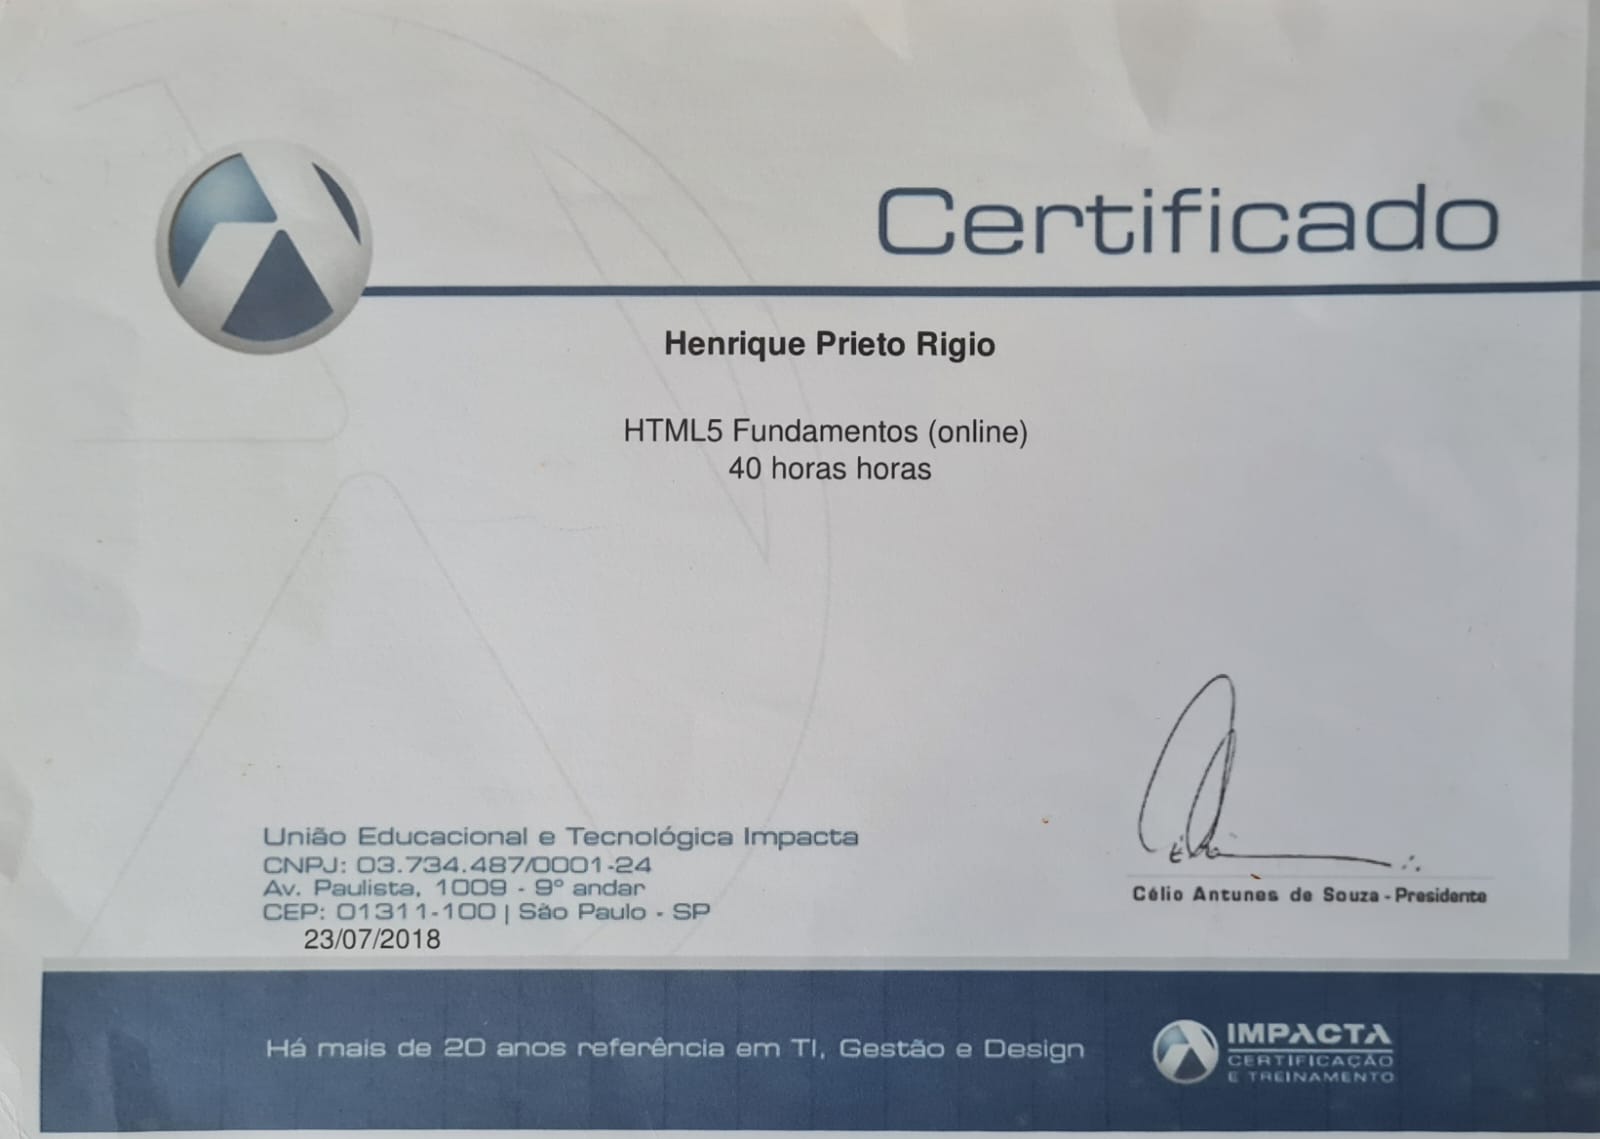 Certificado
Henrique Prieto Rigio
HTML5 Fundamentos (online)
40 horas horas
União Educacional e Tecnológica Impacta
CNPJ: 03.734.487/0001-24
Av. Paulista, 1009 - 9º andar
CEP: 01311-100 | São Paulo - SP
23/07/2018
Célio Antunes de Souza - Presidente
Há mais de 20 anos referência em TI, Gestão e Design
IMPACTA
CERTIFICAÇÃO
E TREINAMENTO